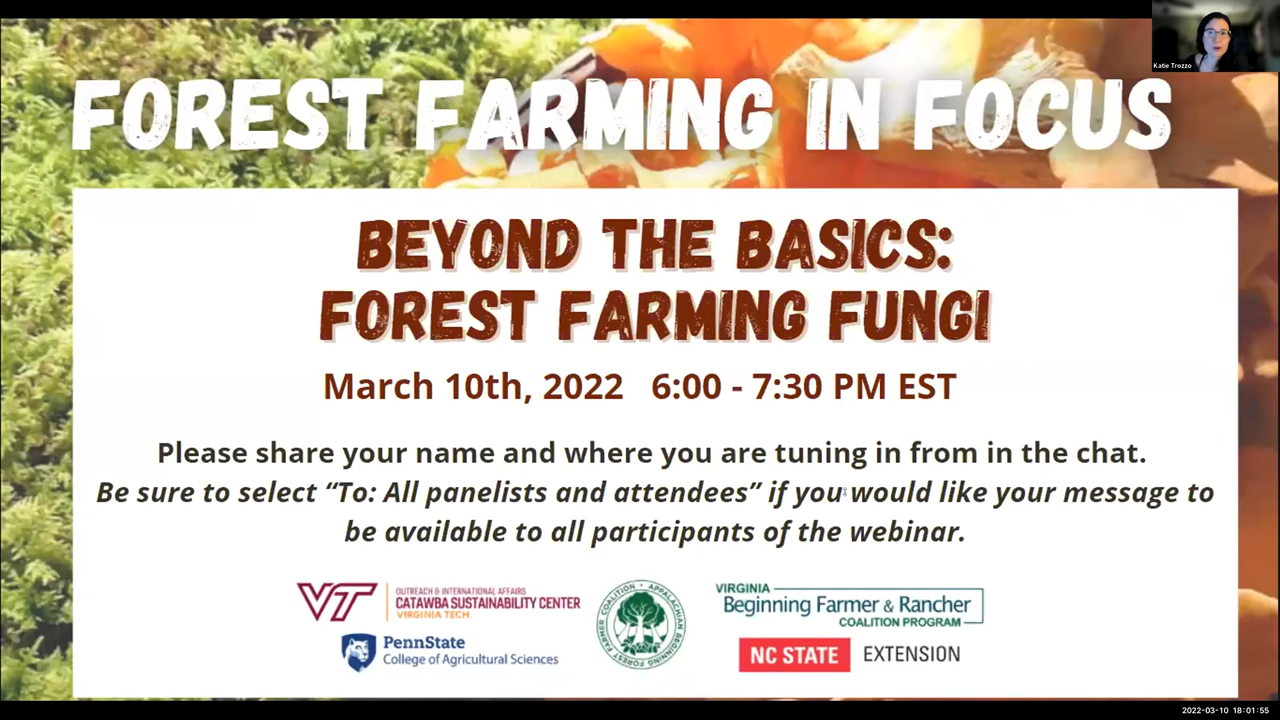 Katie Trozzo
FOREST FARMING IN FOCUS
BEYOND THE BASICS:
FOREST FARMING FUNGI
March 10th, 2022 6:00 - 7:30 PM EST
Please share your name and where you are tuning in from in the chat.
Be sure to select “To: All panelists and attendees” if you would like your message to
be available to all participants of the webinar.
VT
OUTREACH & INTERNATIONAL AFFAIRS
CATAWBA SUSTAINABILITY CENTER
VIRGINIA TECH.
PennState
College of Agricultural Sciences
APPALACHIAN BEGINNING FOREST FARMER COALITION
VIRGINIA
Beginning Farmer & Rancher
COALITION PROGRAM
NC STATE EXTENSION
2022-03-10 18:01:55